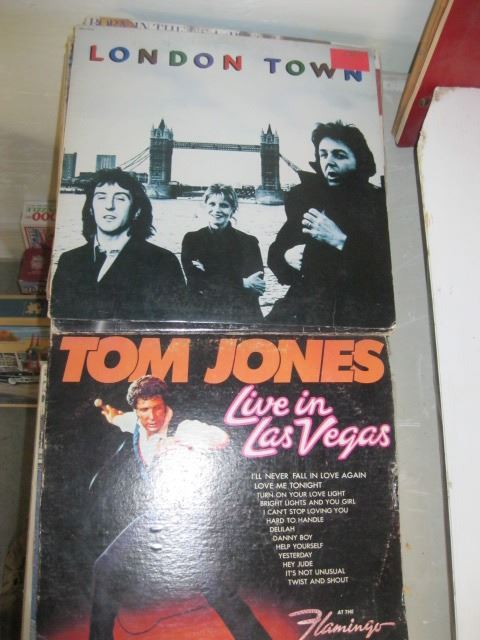 LONDON TOWN
TOM JONES
Live in
Las Vegas
I'LL NEVER FALL IN LOVE AGAIN
LOVE ME TONIGHT
TURN ON YOUR LOVE LIGHT
BRIGHT LIGHTS AND YOU GIRL
I CAN'T STOP LOVING YOU
HARD TO HANDLE
DELILAH
DANNY BOY
HELP YOURSELF
YESTERDAY
HEY JUDE
IT'S NOT UNUSUAL
TWIST AND SHOUT
AT THE
Flamingo